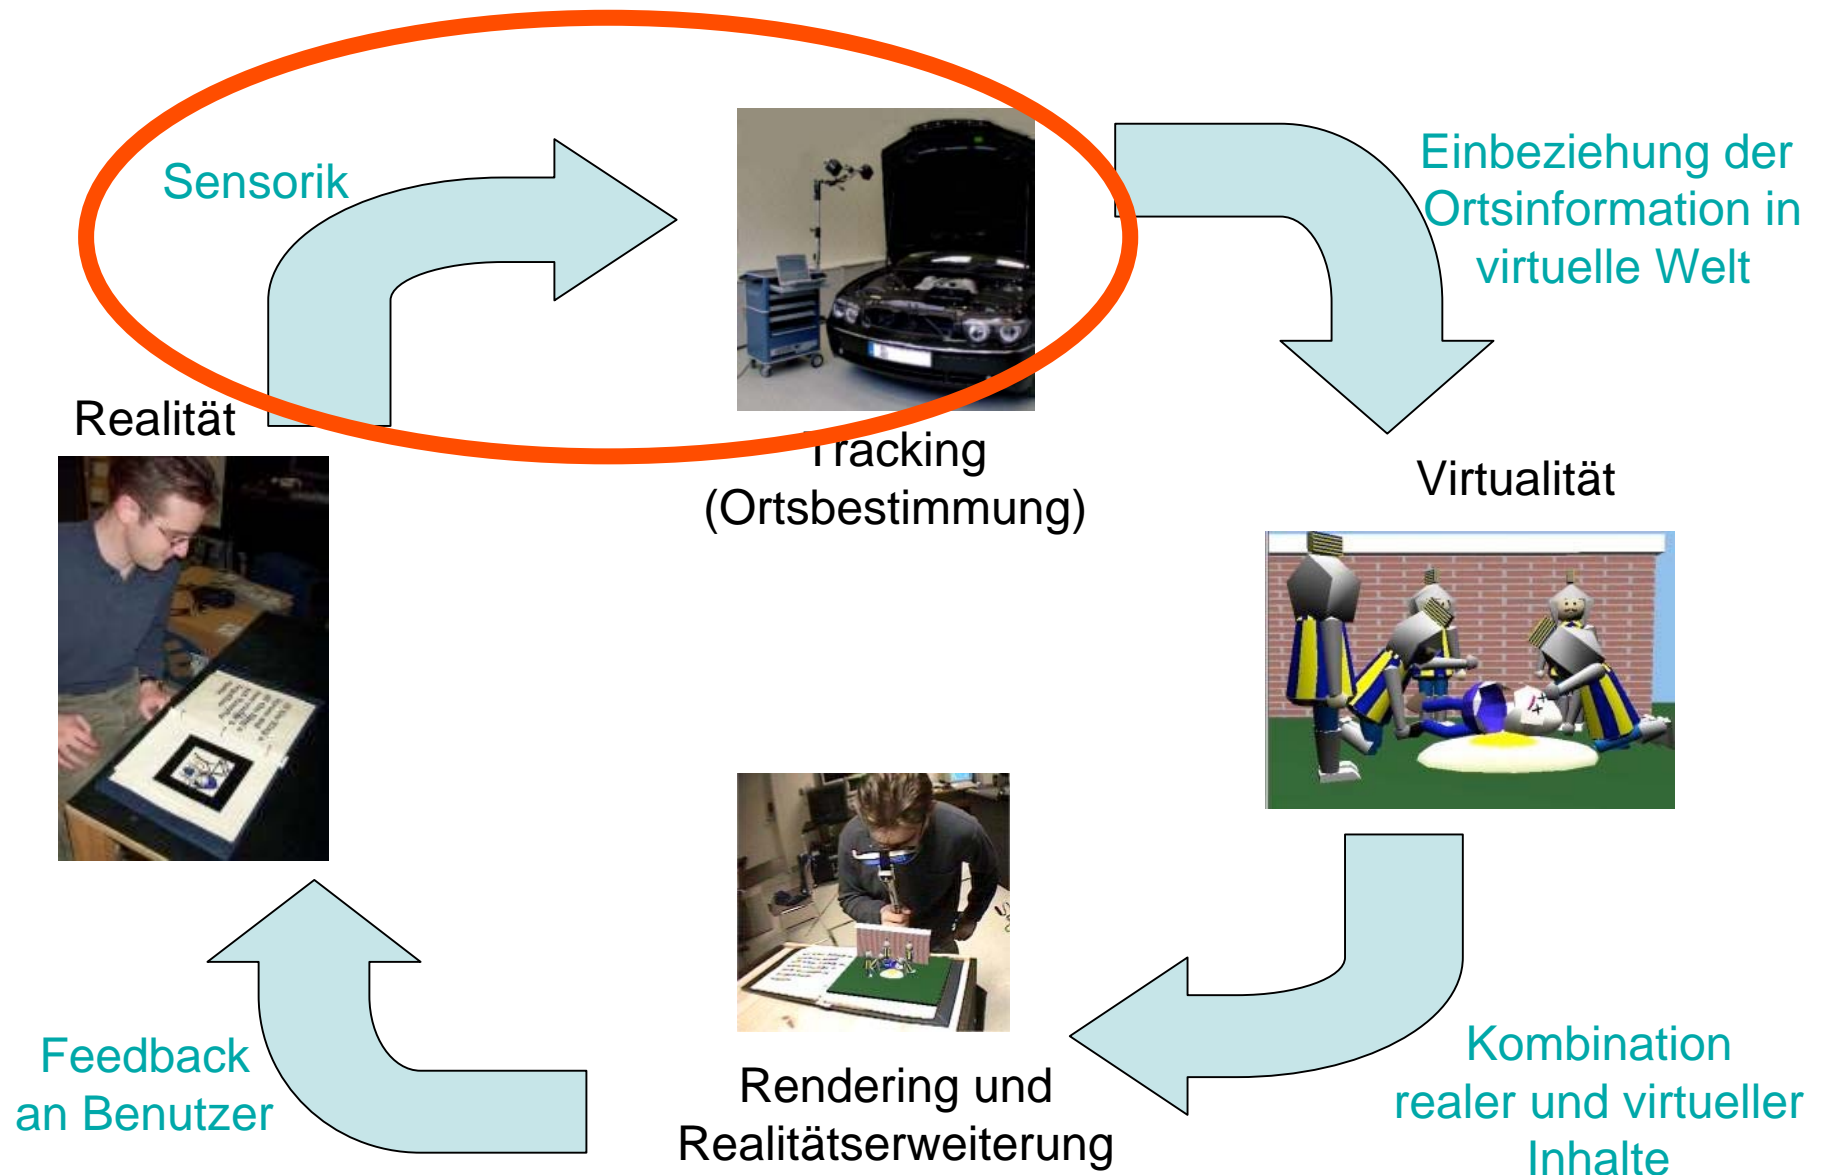 Sensorik
Einbeziehung der
Ortsinformation in
virtuelle Welt
Realität
Tracking
(Ortsbestimmung)
Virtualität
Feedback
an Benutzer
Rendering und
Realitätserweiterung
Kombination
realer und virtueller
Inhalte